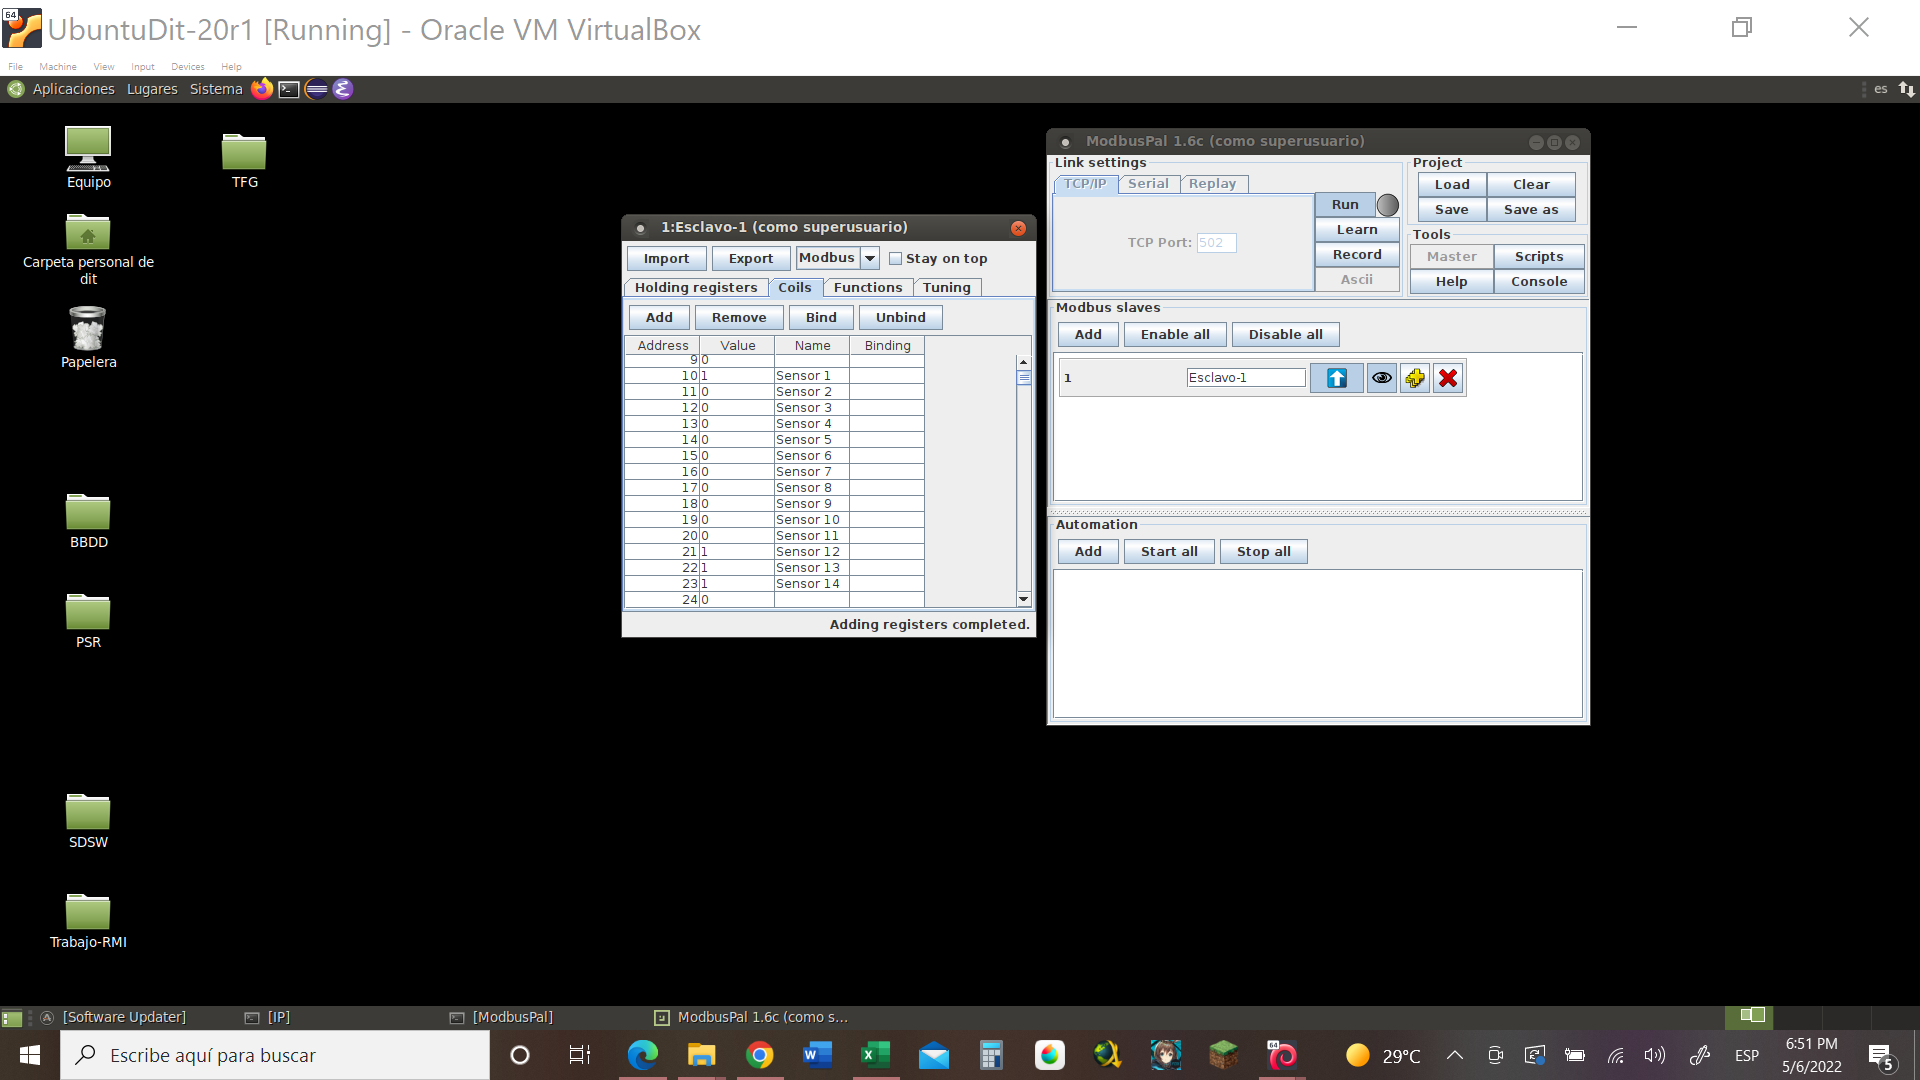 64
UbuntuDit-20r1 [Running] - Oracle VM VirtualBox
File Machine View Input Devices Help
Aplicaciones Lugares Sistema
es
Equipo
TFG
Carpeta personal de
dit
Papelera
BBDD
PSR
SDSW
Trabajo-RMI
1:Esclavo-1 (como superusuario)
Import Export Modbus Stay on top
Holding registers Coils Functions Tuning
Add Remove Bind Unbind
Address Value Name Binding
9 0
10 1 Sensor 1
11 0 Sensor 2
12 0 Sensor 3
13 0 Sensor 4
14 0 Sensor 5
15 0 Sensor 6
16 0 Sensor 7
17 0 Sensor 8
18 0 Sensor 9
19 0 Sensor 10
20 0 Sensor 11
21 1 Sensor 12
22 1 Sensor 13
23 1 Sensor 14
24 0
Adding registers completed.
ModbusPal 1.6c (como superusuario)
Link settings
TCP/IP Serial Replay
TCP Port: 502
Run
Learn
Record
Ascii
Project
Load Clear
Save Save as
Tools
Master Scripts
Help Console
Modbus slaves
Add Enable all Disable all
1 Esclavo-1
Automation
Add Start all Stop all
[Software Updater] [IP] [ModbusPal] ModbusPal 1.6c (como s...
Escribe aquí para buscar
64
29°C
ESP
6:51 PM
5/6/2022
5